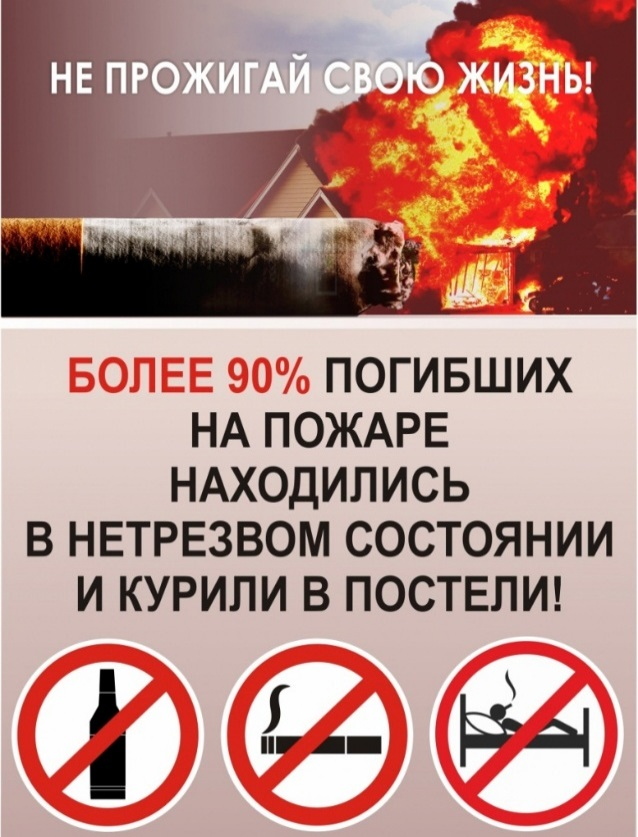 НЕ ПРОЖИГАЙ СВОЮ ЖИЗНЬ!
БОЛЕЕ 90% ПОГИБШИХ
НА ПОЖАРЕ
НАХОДИЛИСЬ
В НЕТРЕЗВОМ СОСТОЯНИИ
И КУРИЛИ В ПОСТЕЛИ!